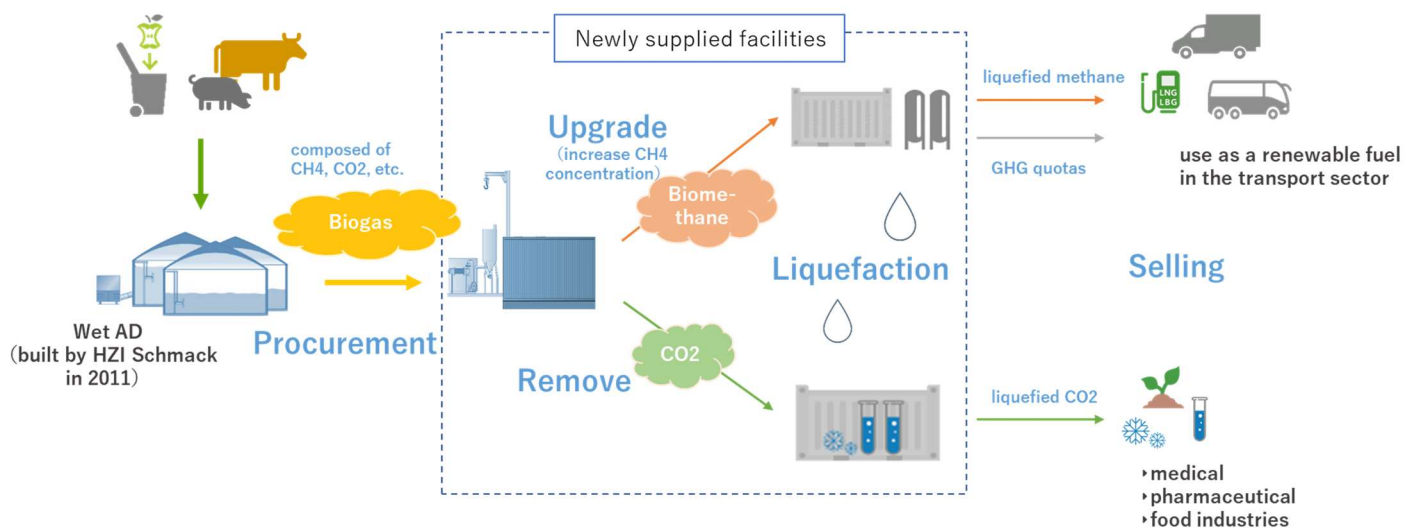 Newly supplied facilities
composed of
CH4, CO2, etc.
Biogas
Wet AD
(built by HZI Schmack
in 2011)
Procurement
Upgrade
(increase CH4
concentration)
Biome-
thane
Liquefaction
Remove
CO2
liquefied methane
GHG quotas
LNG
LBG
use as a renewable fuel
in the transport sector
Selling
liquefied CO2
‣medical
‣pharmaceutical
‣food industries